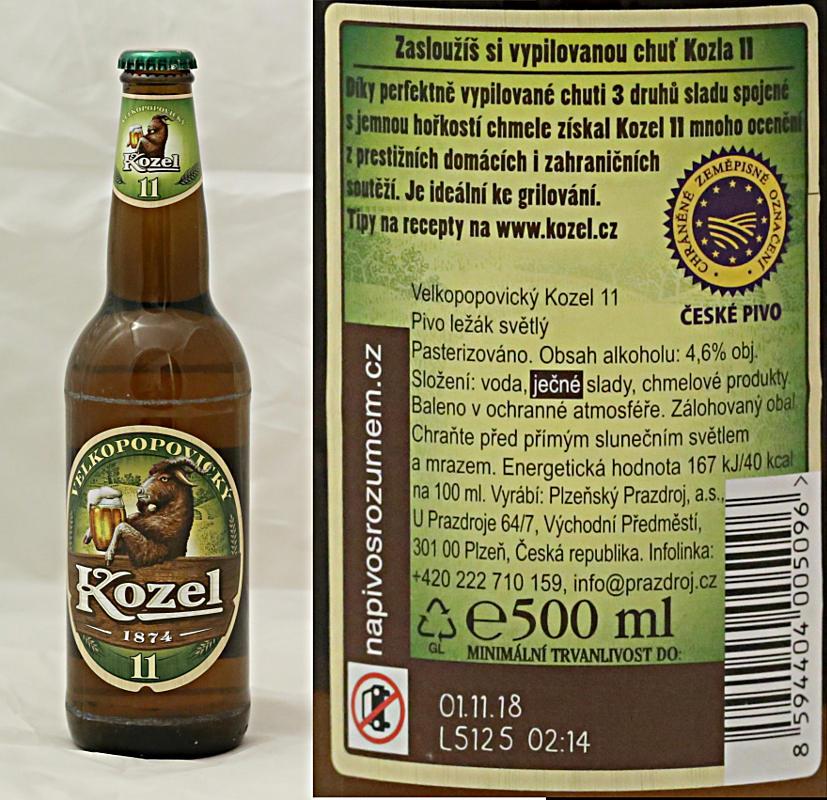 VELKOPOPOVICKÝ
Kozel
11
VELKOPOPOVICKÝ
Kozel
1874
11
Zasloužíš si vypilovanou chuť Kozla 11
Díky perfektně vypilované chuti 3 druhů sladu spojené
s jemnou hořkostí chmele získal Kozel 11 mnoho ocenění
z prestižních domácích i zahraničních
soutěží. Je ideální ke grilování.
Tipy na recepty na www.kozel.cz
CHRÁNĚNÉ ZEMĚPISNÉ OZNAČENÍ
ČESKÉ PIVO
Velkopopovický Kozel 11
Pivo ležák světlý
Pasterizováno. Obsah alkoholu: 4,6% obj.
Složení: voda, ječné slady, chmelové produkty
Baleno v ochranné atmosféře. Zálohovaný obal
Chraňte před přímým slunečním světlem
a mrazem. Energetická hodnota 167 kJ/40 kcal
na 100 ml. Vyrábí: Plzeňský Prazdroj, a.s.,
U Prazdroje 64/7, Východní Předměstí,
301 00 Plzeň, Česká republika. Infolinka:
+420 222 710 159, info@prazdroj.cz
napivosrozumem.cz
GL
e 500 ml
MINIMÁLNÍ TRVANLIVOST DO:
01.11.18
L5125 02:14
8 594404 005096 >